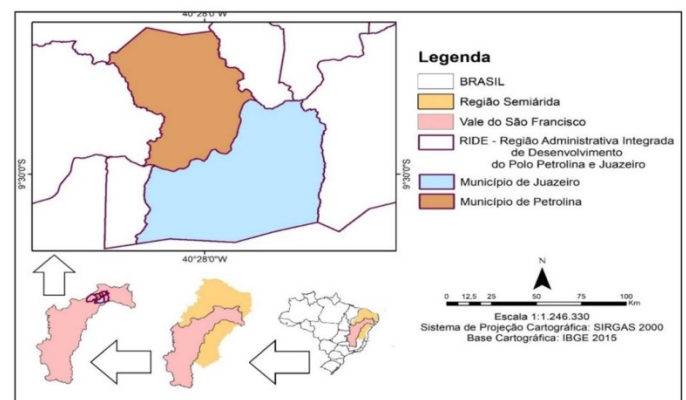 40°28'0"W
Legenda
BRASIL
Região Semiárida
Vale do São Francisco
RIDE - Região Administrativa Integrada
de Desenvolvimento
do Polo Petrolina e Juazeiro
Município de Juazeiro
Município de Petrolina
9°30'0"S
9°30'0"S
40°28'0"W
N
0 12,5 25 50 75 100
Km
Escala 1:1.246.330
Sistema de Projeção Cartográfica: SIRGAS 2000
Base Cartográfica: IBGE 2015